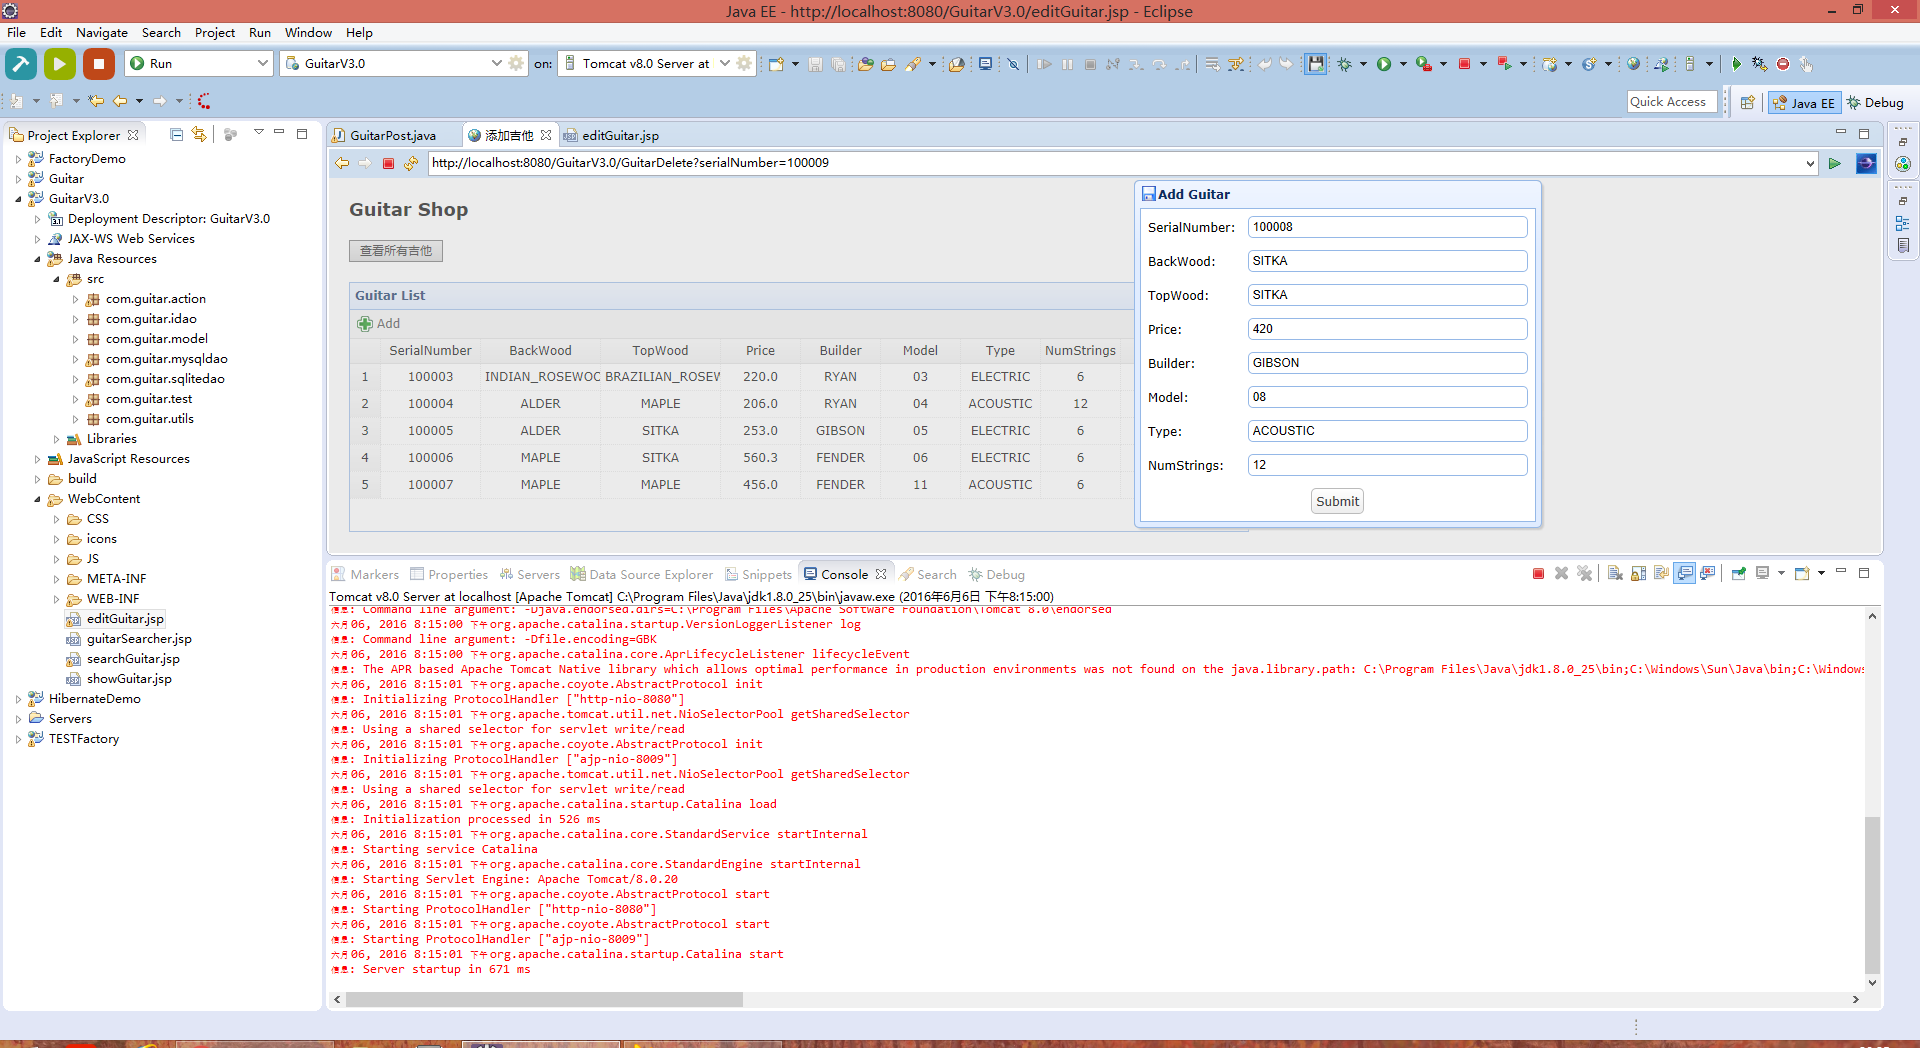 Java EE - http://localhost:8080/GuitarV3.0/editGuitar.jsp - Eclipse
File Edit Navigate Search Project Run Window Help
Run GuitarV3.0 on: Tomcat v8.0 Server at
Quick Access Java EE Debug
Project Explorer
FactoryDemo
Guitar
GuitarV3.0
Deployment Descriptor: GuitarV3.0
JAX-WS Web Services
Java Resources
src
com.guitar.action
com.guitar.idao
com.guitar.model
com.guitar.mysqldao
com.guitar.sqlitedao
com.guitar.test
com.guitar.utils
Libraries
JavaScript Resources
build
WebContent
CSS
icons
JS
META-INF
WEB-INF
editGuitar.jsp
guitarSearcher.jsp
searchGuitar.jsp
showGuitar.jsp
HibernateDemo
Servers
TESTFactory
GuitarPost.java 添加吉他 editGuitar.jsp
http://localhost:8080/GuitarV3.0/GuitarDelete?serialNumber=100009
Guitar Shop
查看所有吉他
Guitar List
Add
SerialNumber BackWood TopWood Price Builder Model Type NumStrings
1 100003 INDIAN_ROSEWOO BRAZILIAN_ROSEW 220.0 RYAN 03 ELECTRIC 6
2 100004 ALDER MAPLE 206.0 RYAN 04 ACOUSTIC 12
3 100005 ALDER SITKA 253.0 GIBSON 05 ELECTRIC 6
4 100006 MAPLE SITKA 560.3 FENDER 06 ELECTRIC 6
5 100007 MAPLE MAPLE 456.0 FENDER 11 ACOUSTIC 6
Add Guitar
SerialNumber: 100008
BackWood: SITKA
TopWood: SITKA
Price: 420
Builder: GIBSON
Model: 08
Type: ACOUSTIC
NumStrings: 12
Submit
Markers Properties Servers Data Source Explorer Snippets Console Search Debug
Tomcat v8.0 Server at localhost [Apache Tomcat] C:\Program Files\Java\jdk1.8.0_25\bin\javaw.exe (2016年6月6日 下午8:15:00)
信息: Command line argument: -Djava.endorsed.dirs=C:\Program Files\Apache Software Foundation\Tomcat 8.0\endorsed
六月 06, 2016 8:15:00 下午 org.apache.catalina.startup.VersionLoggerListener log
信息: Command line argument: -Dfile.encoding=GBK
六月 06, 2016 8:15:00 下午 org.apache.catalina.core.AprLifecycleListener lifecycleEvent
信息: The APR based Apache Tomcat Native library which allows optimal performance in production environments was not found on the java.library.path: C:\Program Files\Java\jdk1.8.0_25\bin;C:\Windows\Sun\Java\bin;C:\Windows
六月 06, 2016 8:15:01 下午 org.apache.coyote.AbstractProtocol init
信息: Initializing ProtocolHandler ["http-nio-8080"]
六月 06, 2016 8:15:01 下午 org.apache.tomcat.util.net.NioSelectorPool getSharedSelector
信息: Using a shared selector for servlet write/read
六月 06, 2016 8:15:01 下午 org.apache.coyote.AbstractProtocol init
信息: Initializing ProtocolHandler ["ajp-nio-8009"]
六月 06, 2016 8:15:01 下午 org.apache.tomcat.util.net.NioSelectorPool getSharedSelector
信息: Using a shared selector for servlet write/read
六月 06, 2016 8:15:01 下午 org.apache.catalina.startup.Catalina load
信息: Initialization processed in 526 ms
六月 06, 2016 8:15:01 下午 org.apache.catalina.core.StandardService startInternal
信息: Starting service Catalina
六月 06, 2016 8:15:01 下午 org.apache.catalina.core.StandardEngine startInternal
信息: Starting Servlet Engine: Apache Tomcat/8.0.20
六月 06, 2016 8:15:01 下午 org.apache.coyote.AbstractProtocol start
信息: Starting ProtocolHandler ["http-nio-8080"]
六月 06, 2016 8:15:01 下午 org.apache.coyote.AbstractProtocol start
信息: Starting ProtocolHandler ["ajp-nio-8009"]
六月 06, 2016 8:15:01 下午 org.apache.catalina.startup.Catalina start
信息: Server startup in 671 ms